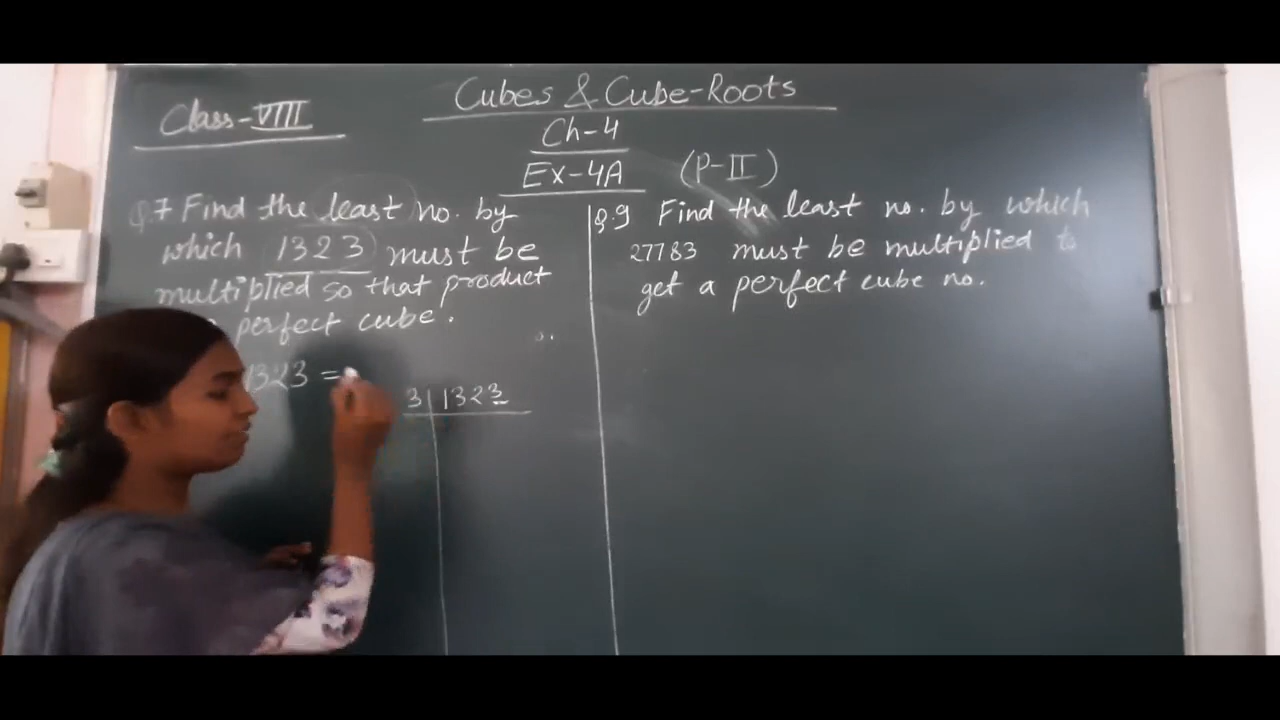 Cubes & Cube-Roots
Class-VIII
Ch-4
Ex-4A (P-II)
Q.7 Find the least no. by
which 1323 must be
multiplied so that product
perfect cube.
1323 =
3 | 1323
Q.9 Find the least no. by which
27783 must be multiplied to
get a perfect cube no.